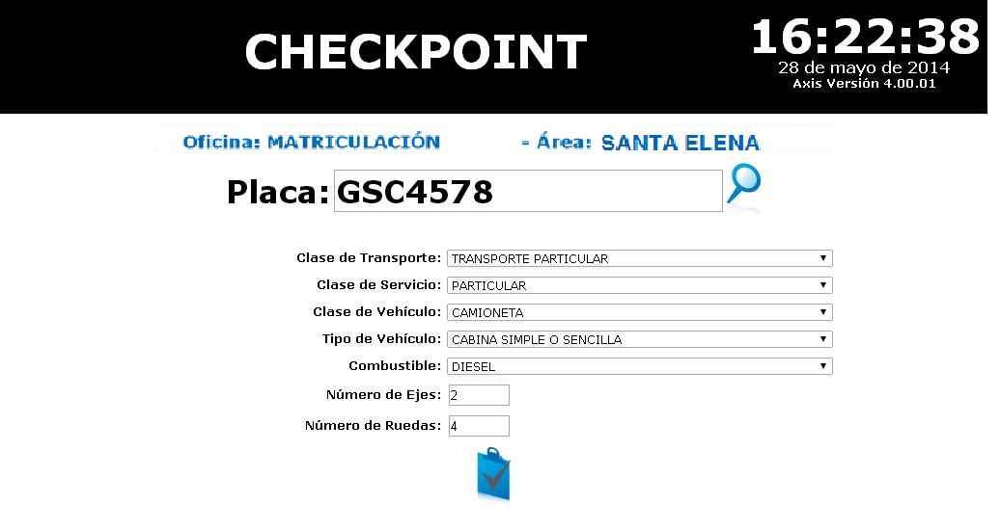 CHECKPOINT
16:22:38
28 de mayo de 2014
Axis Versión 4.00.01
Oficina: MATRICULACIÓN - Área: SANTA ELENA
Placa: GSC4578
Clase de Transporte: TRANSPORTE PARTICULAR
Clase de Servicio: PARTICULAR
Clase de Vehículo: CAMIONETA
Tipo de Vehículo: CABINA SIMPLE O SENCILLA
Combustible: DIESEL
Número de Ejes: 2
Número de Ruedas: 4